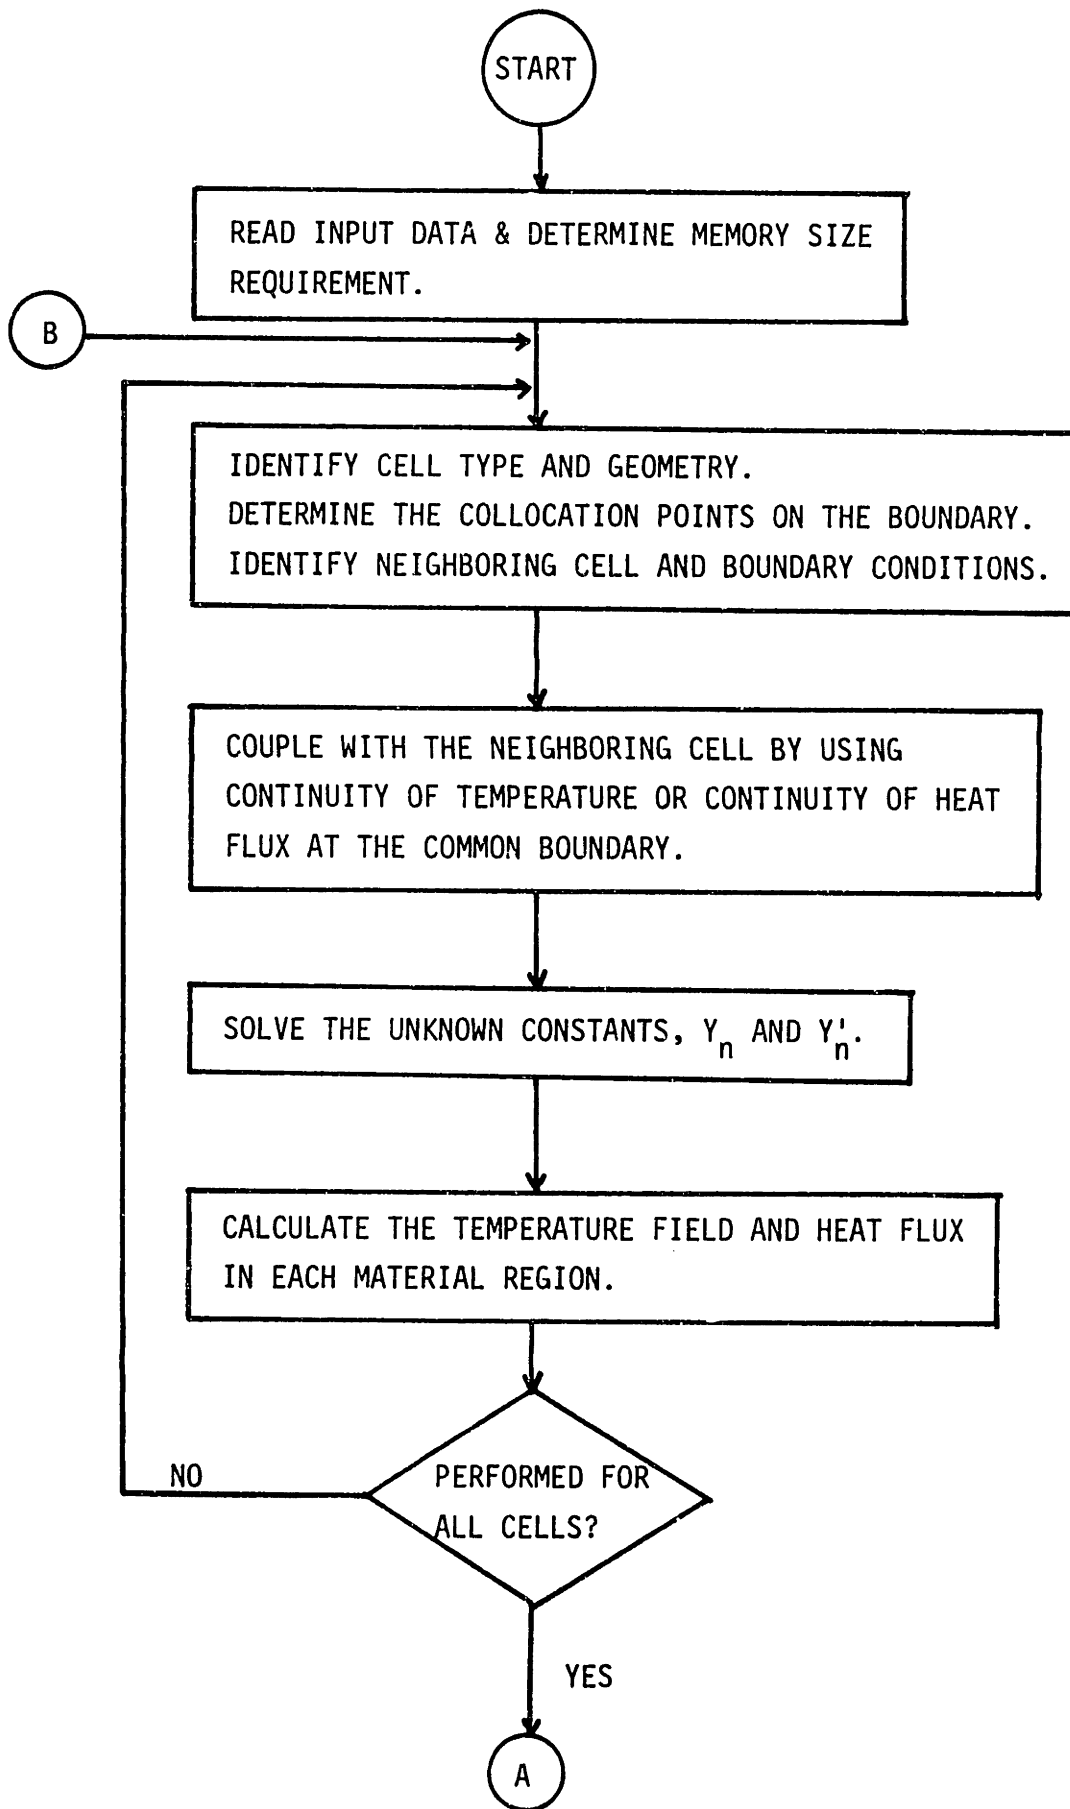 START
READ INPUT DATA & DETERMINE MEMORY SIZE
REQUIREMENT.
B
IDENTIFY CELL TYPE AND GEOMETRY.
DETERMINE THE COLLOCATION POINTS ON THE BOUNDARY.
IDENTIFY NEIGHBORING CELL AND BOUNDARY CONDITIONS.
COUPLE WITH THE NEIGHBORING CELL BY USING
CONTINUITY OF TEMPERATURE OR CONTINUITY OF HEAT
FLUX AT THE COMMON BOUNDARY.
SOLVE THE UNKNOWN CONSTANTS, Yn AND Y'n.
CALCULATE THE TEMPERATURE FIELD AND HEAT FLUX
IN EACH MATERIAL REGION.
NO
PERFORMED FOR
ALL CELLS?
YES
A